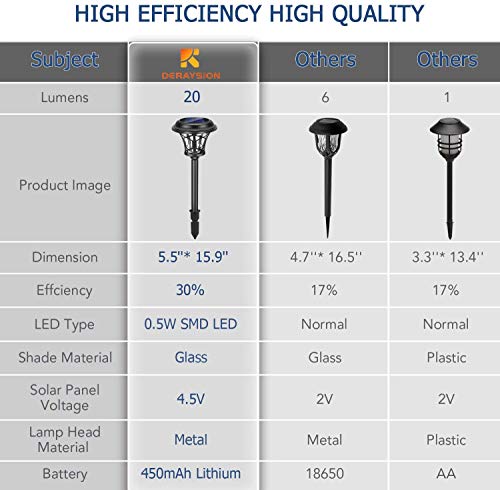 HIGH EFFICIENCY HIGH QUALITY
Subject DERAYSION Others Others
Lumens 20 6 1
Product Image
Dimension 5.5"* 15.9" 4.7''* 16.5'' 3.3''* 13.4''
Effciency 30% 17% 17%
LED Type 0.5W SMD LED Normal Normal
Shade Material Glass Glass Plastic
Solar Panel
Voltage 4.5V 2V 2V
Lamp Head
Material Metal Metal Plastic
Battery 450mAh Lithium 18650 AA